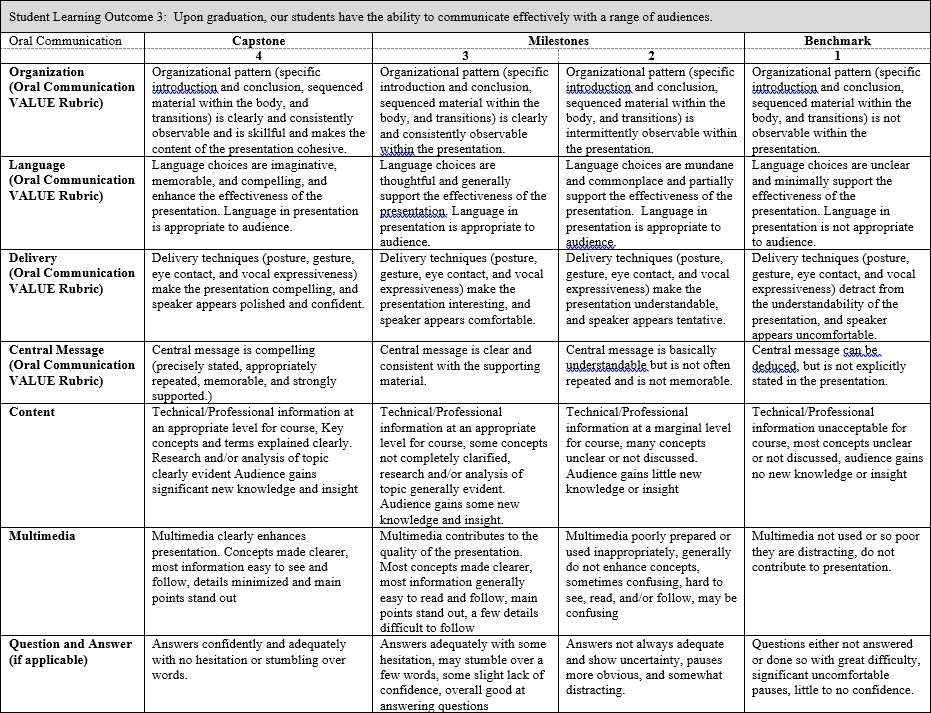 Student Learning Outcome 3:  Upon graduation, our students have the ability to communicate effectively with a range of audiences.
Oral Communication
Capstone
Milestones
Benchmark
4
3
2
1
Organization
(Oral Communication
VALUE Rubric)
Organizational pattern (specific
introduction and conclusion, sequenced
material within the body, and
transitions) is clearly and consistently
observable and is skillful and makes the
content of the presentation cohesive.
Organizational pattern (specific
introduction and conclusion,
sequenced material within the
body, and transitions) is clearly
and consistently observable
within the presentation.
Organizational pattern (specific
introduction and conclusion,
sequenced material within the
body, and transitions) is
intermittently observable within
the presentation.
Organizational pattern (specific
introduction and conclusion,
sequenced material within the
body, and transitions) is not
observable within the
presentation.
Language
(Oral Communication
VALUE Rubric)
Language choices are imaginative,
memorable, and compelling, and
enhance the effectiveness of the
presentation. Language in presentation
is appropriate to audience.
Language choices are
thoughtful and generally
support the effectiveness of the
presentation. Language in
presentation is appropriate to
audience.
Language choices are mundane
and commonplace and partially
support the effectiveness of the
presentation.  Language in
presentation is appropriate to
audience.
Language choices are unclear
and minimally support the
effectiveness of the
presentation. Language in
presentation is not appropriate
to audience.
Delivery
(Oral Communication
VALUE Rubric)
Delivery techniques (posture, gesture,
eye contact, and vocal expressiveness)
make the presentation compelling, and
speaker appears polished and confident.
Delivery techniques (posture,
gesture, eye contact, and vocal
expressiveness) make the
presentation interesting, and
speaker appears comfortable.
Delivery techniques (posture,
gesture, eye contact, and vocal
expressiveness) make the
presentation understandable,
and speaker appears tentative.
Delivery techniques (posture,
gesture, eye contact, and vocal
expressiveness) detract from
the understandability of the
presentation, and speaker
appears uncomfortable.
Central Message
(Oral Communication
VALUE Rubric)
Central message is compelling
(precisely stated, appropriately
repeated, memorable, and strongly
supported.)
Central message is clear and
consistent with the supporting
material.
Central message is basically
understandable but is not often
repeated and is not memorable.
Central message can be
deduced, but is not explicitly
stated in the presentation.
Content
Technical/Professional information at
an appropriate level for course, Key
concepts and terms explained clearly.
Research and/or analysis of topic
clearly evident Audience gains
significant new knowledge and insight
Technical/Professional
information at an appropriate
level for course, some concepts
not completely clarified,
research and/or analysis of
topic generally evident.
Audience gains some new
knowledge and insight.
Technical/Professional
information at a marginal level
for course, many concepts
unclear or not discussed.
Audience gains little new
knowledge or insight
Technical/Professional
information unacceptable for
course, most concepts unclear
or not discussed, audience gains
no new knowledge or insight
Multimedia
Multimedia clearly enhances
presentation. Concepts made clearer,
most information easy to see and
follow, details minimized and main
points stand out
Multimedia contributes to the
quality of the presentation.
Most concepts made clearer,
most information generally
easy to read and follow, main
points stand out, a few details
difficult to follow
Multimedia poorly prepared or
used inappropriately, generally
do not enhance concepts,
sometimes confusing, hard to
see, read, and/or follow, may be
confusing
Multimedia not used or so poor
they are distracting, do not
contribute to presentation.
Question and Answer
(if applicable)
Answers confidently and adequately
with no hesitation or stumbling over
words.
Answers adequately with some
hesitation, may stumble over a
few words, some slight lack of
confidence, overall good at
answering questions
Answers not always adequate
and show uncertainty, pauses
more obvious, and somewhat
distracting.
Questions either not answered
or done so with great difficulty,
significant uncomfortable
pauses, little to no confidence.